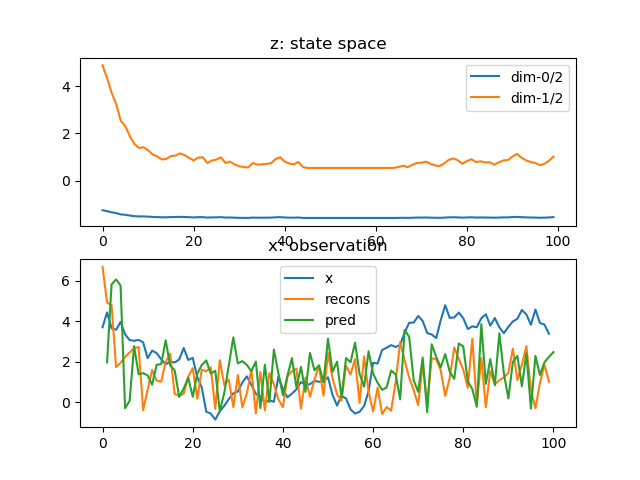 z: state space
4
2
0
dim-0/2
dim-1/2
0 20 40 60 80 100
x: observation
6
4
2
0
x
recons
pred
0 20 40 60 80 100